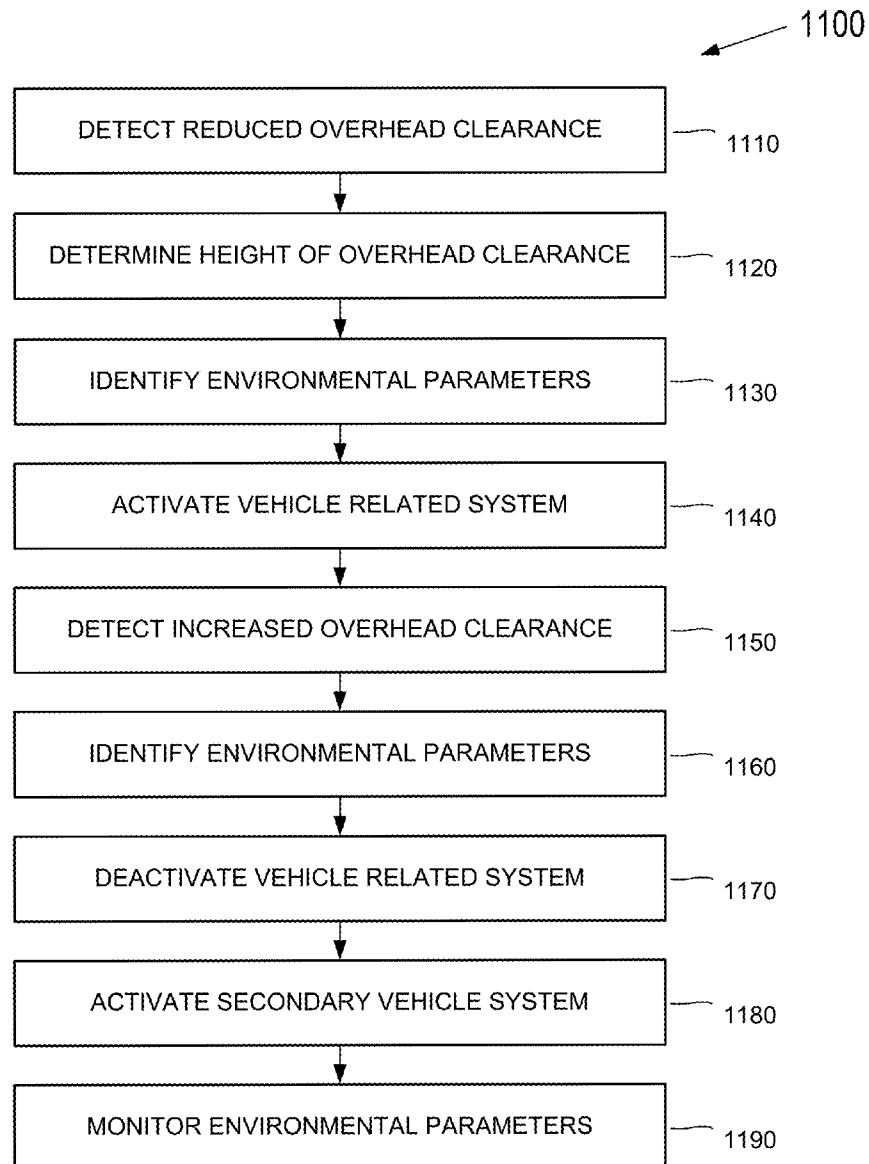 1100
DETECT REDUCED OVERHEAD CLEARANCE
1110
DETERMINE HEIGHT OF OVERHEAD CLEARANCE
1120
IDENTIFY ENVIRONMENTAL PARAMETERS
1130
ACTIVATE VEHICLE RELATED SYSTEM
1140
DETECT INCREASED OVERHEAD CLEARANCE
1150
IDENTIFY ENVIRONMENTAL PARAMETERS
1160
DEACTIVATE VEHICLE RELATED SYSTEM
1170
ACTIVATE SECONDARY VEHICLE SYSTEM
1180
MONITOR ENVIRONMENTAL PARAMETERS
1190